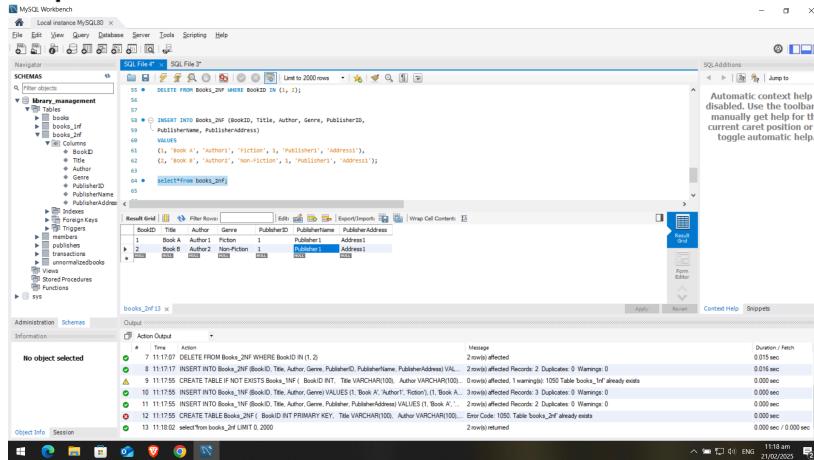 MySQL Workbench
Local instance MySQL80
File Edit View Query Database Server Tools Scripting Help
Navigator
SCHEMAS
Filter objects
library_management
Tables
books
books_1nf
books_2nf
Columns
BookID
Title
Author
Genre
PublisherID
PublisherName
PublisherAddress
Indexes
Foreign Keys
Triggers
members
publishers
transactions
unnormalizedbooks
Views
Stored Procedures
Functions
sys
Administration Schemas
Information
No object selected
Object Info Session
SQL File 4* SQL File 3*
Limit to 2000 rows
55 DELETE FROM Books_2NF WHERE BookID IN (1, 2);
56
57
58 INSERT INTO Books_2NF (BookID, Title, Author, Genre, PublisherID,
59 PublisherName, PublisherAddress)
60 VALUES
61 (1, 'Book A', 'Author1', 'Fiction', 1, 'Publisher1', 'Address1'),
62 (2, 'Book B', 'Author2', 'Non-Fiction', 1, 'Publisher1', 'Address1');
63
64 select*from books_2nf;
65
Result Grid Filter Rows: Edit: Export/Import: Wrap Cell Content:
BookID Title Author Genre PublisherID PublisherName PublisherAddress
1 Book A Author1 Fiction 1 Publisher1 Address1
2 Book B Author2 Non-Fiction 1 Publisher1 Address1
NULL NULL NULL NULL NULL NULL NULL
Result Grid
Form Editor
books_2nf 13 Apply Revert
SQLAdditions
Jump to
Automatic context help
disabled. Use the toolbar
manually get help for th
current caret position or
toggle automatic help.
Context Help Snippets
Output
Action Output
# Time Action Message Duration / Fetch
7 11:17:07 DELETE FROM Books_2NF WHERE BookID IN (1, 2) 2 row(s) affected 0.015 sec
8 11:17:17 INSERT INTO Books_2NF (BookID, Title, Author, Genre, PublisherID, PublisherName, PublisherAddress) VAL... 2 row(s) affected Records: 2 Duplicates: 0 Warnings: 0 0.016 sec
9 11:17:55 CREATE TABLE IF NOT EXISTS Books_1NF ( BookID INT, Title VARCHAR(100), Author VARCHAR(100)... 0 row(s) affected, 1 warning(s): 1050 Table 'books_1nf' already exists 0.000 sec
10 11:17:55 INSERT INTO Books_1NF (BookID, Title, Author, Genre) VALUES (1, 'Book A', 'Author1', 'Fiction'), (1, 'Book A... 3 row(s) affected Records: 3 Duplicates: 0 Warnings: 0 0.000 sec
11 11:17:55 INSERT INTO Books_1NF (BookID, Title, Author, Genre, Publisher, PublisherAddress) VALUES (1, 'Book A', '... 2 row(s) affected Records: 2 Duplicates: 0 Warnings: 0 0.000 sec
12 11:17:55 CREATE TABLE Books_2NF ( BookID INT PRIMARY KEY, Title VARCHAR(100), Author VARCHAR(100),... Error Code: 1050. Table 'books_2nf' already exists 0.000 sec
13 11:18:02 select*from books_2nf LIMIT 0, 2000 2 row(s) returned 0.000 sec / 0.000 sec
ENG
11:18 am
21/02/2025